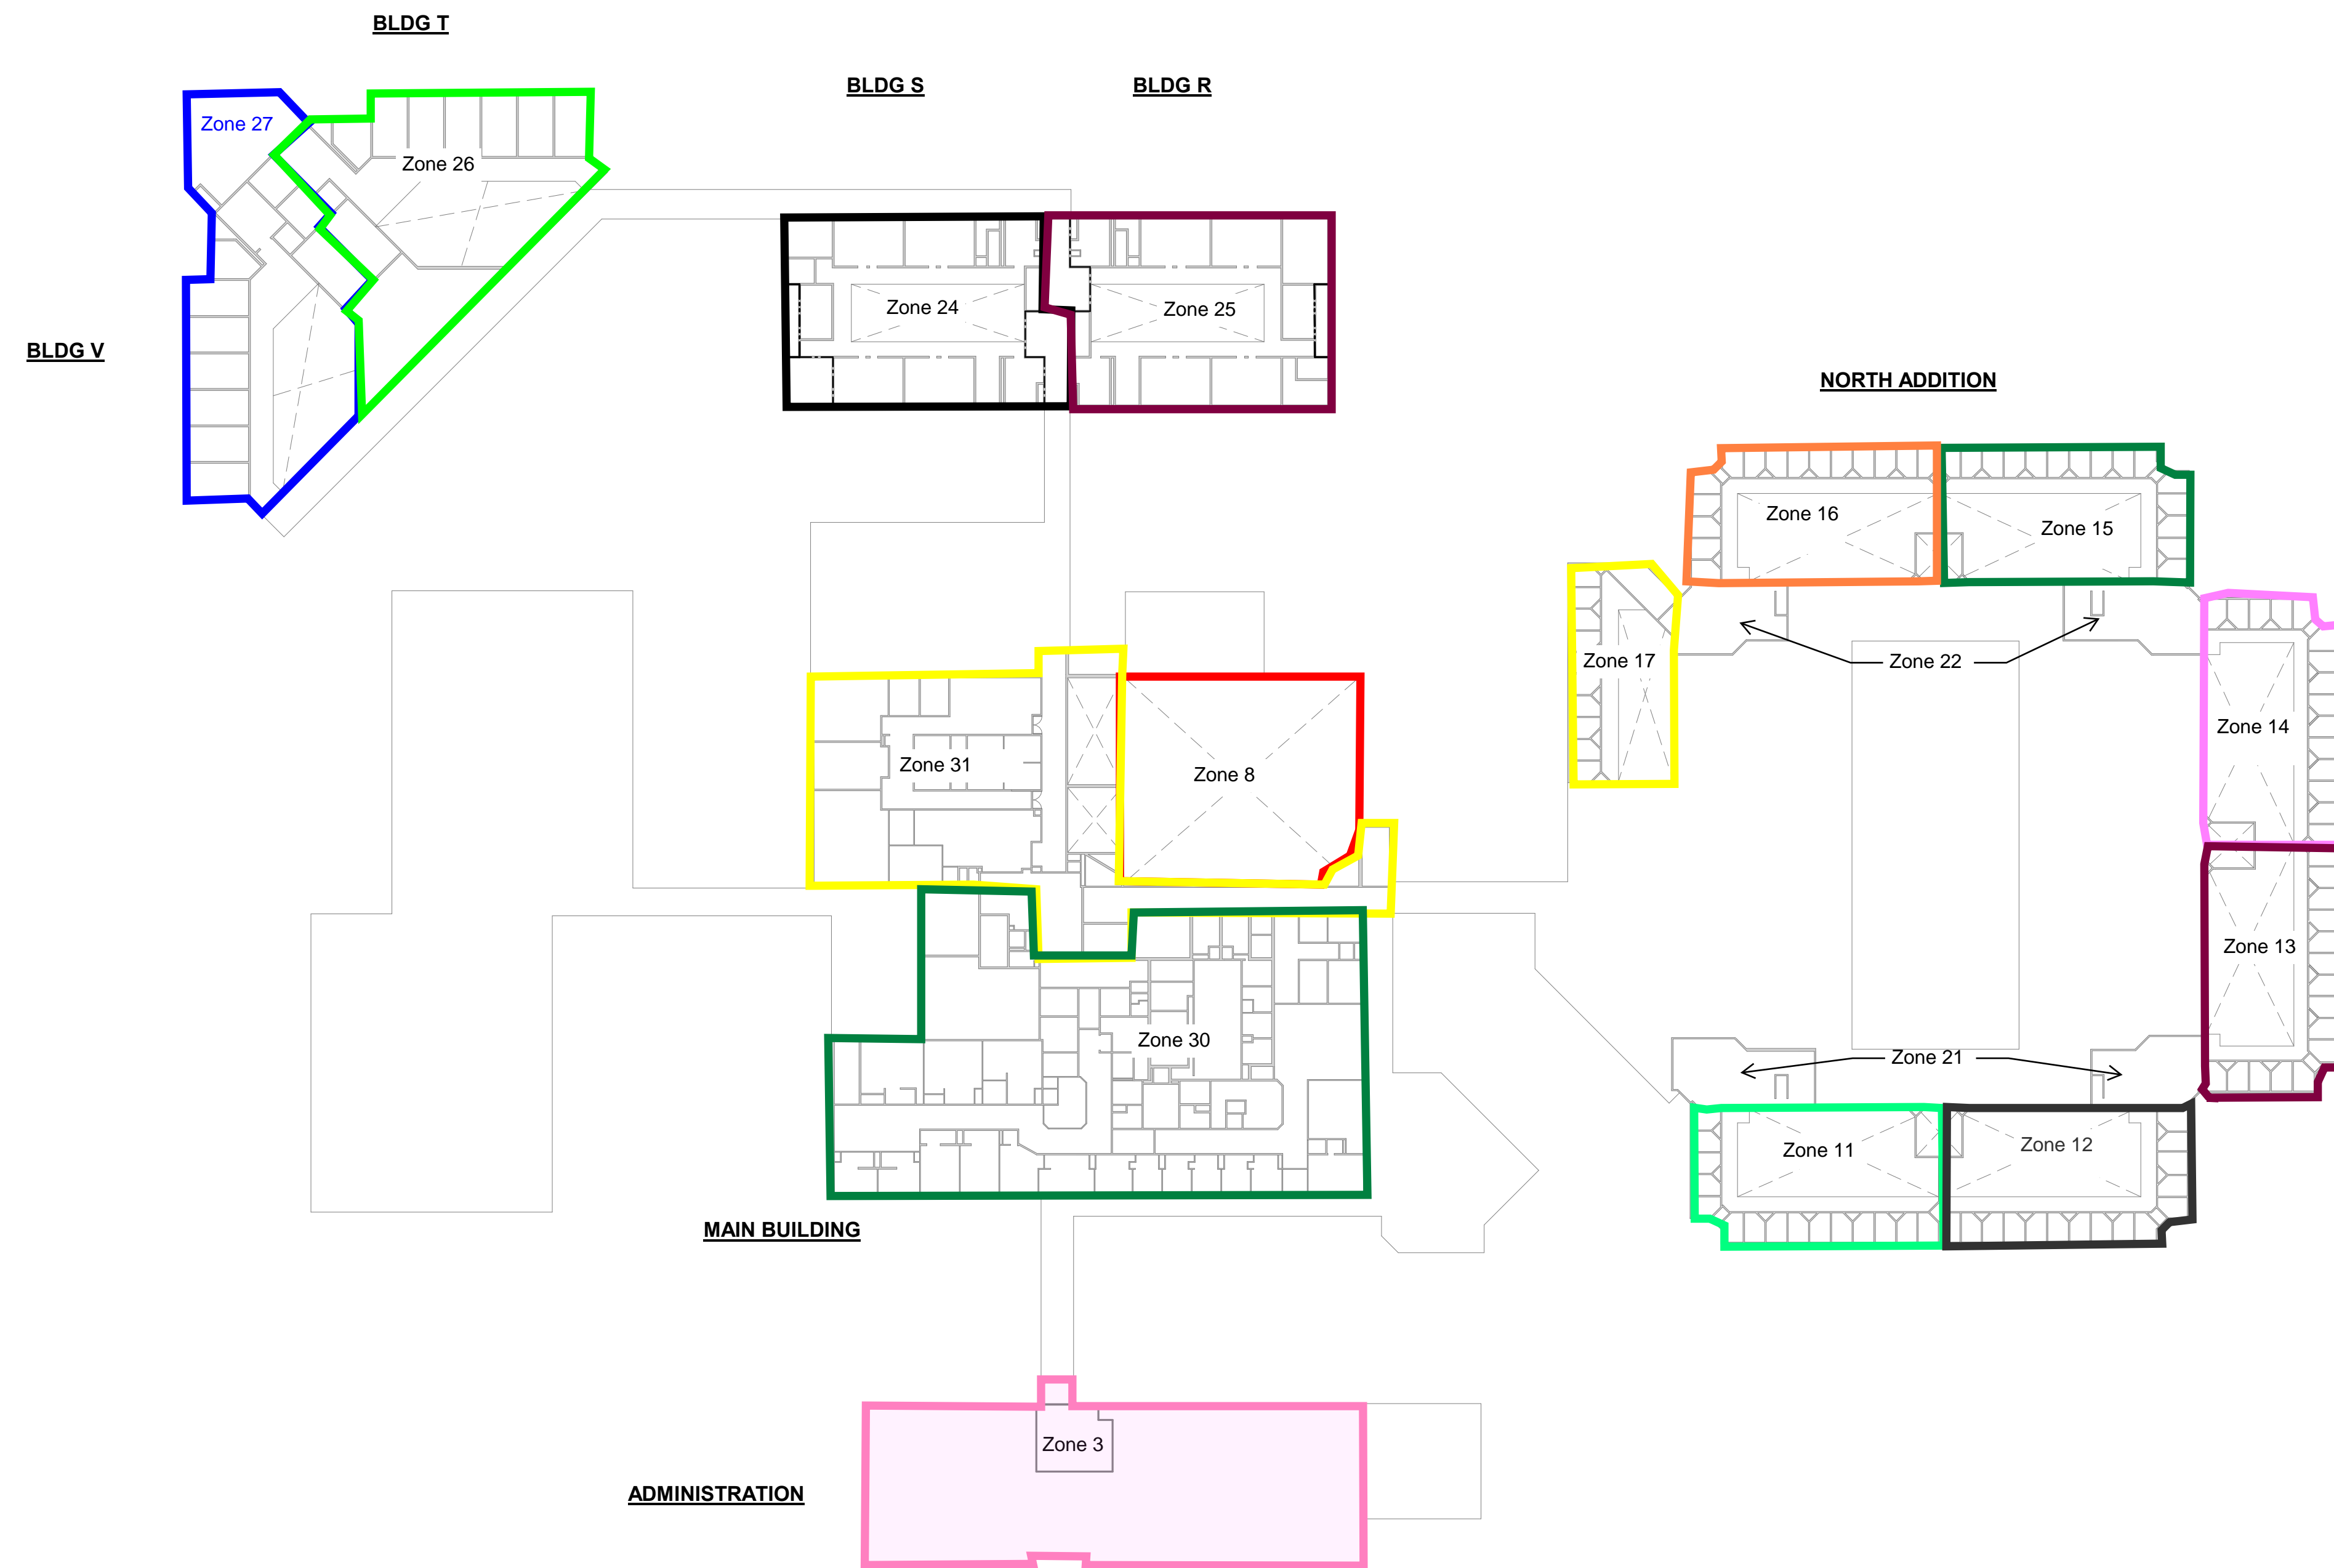 BLDG T
BLDG S
BLDG R
Zone 27
Zone 26
Zone 24
Zone 25
BLDG V
NORTH ADDITION
Zone 16
Zone 15
Zone 17
Zone 22
Zone 14
Zone 31
Zone 8
Zone 13
Zone 30
Zone 21
Zone 11
Zone 12
MAIN BUILDING
Zone 3
ADMINISTRATION